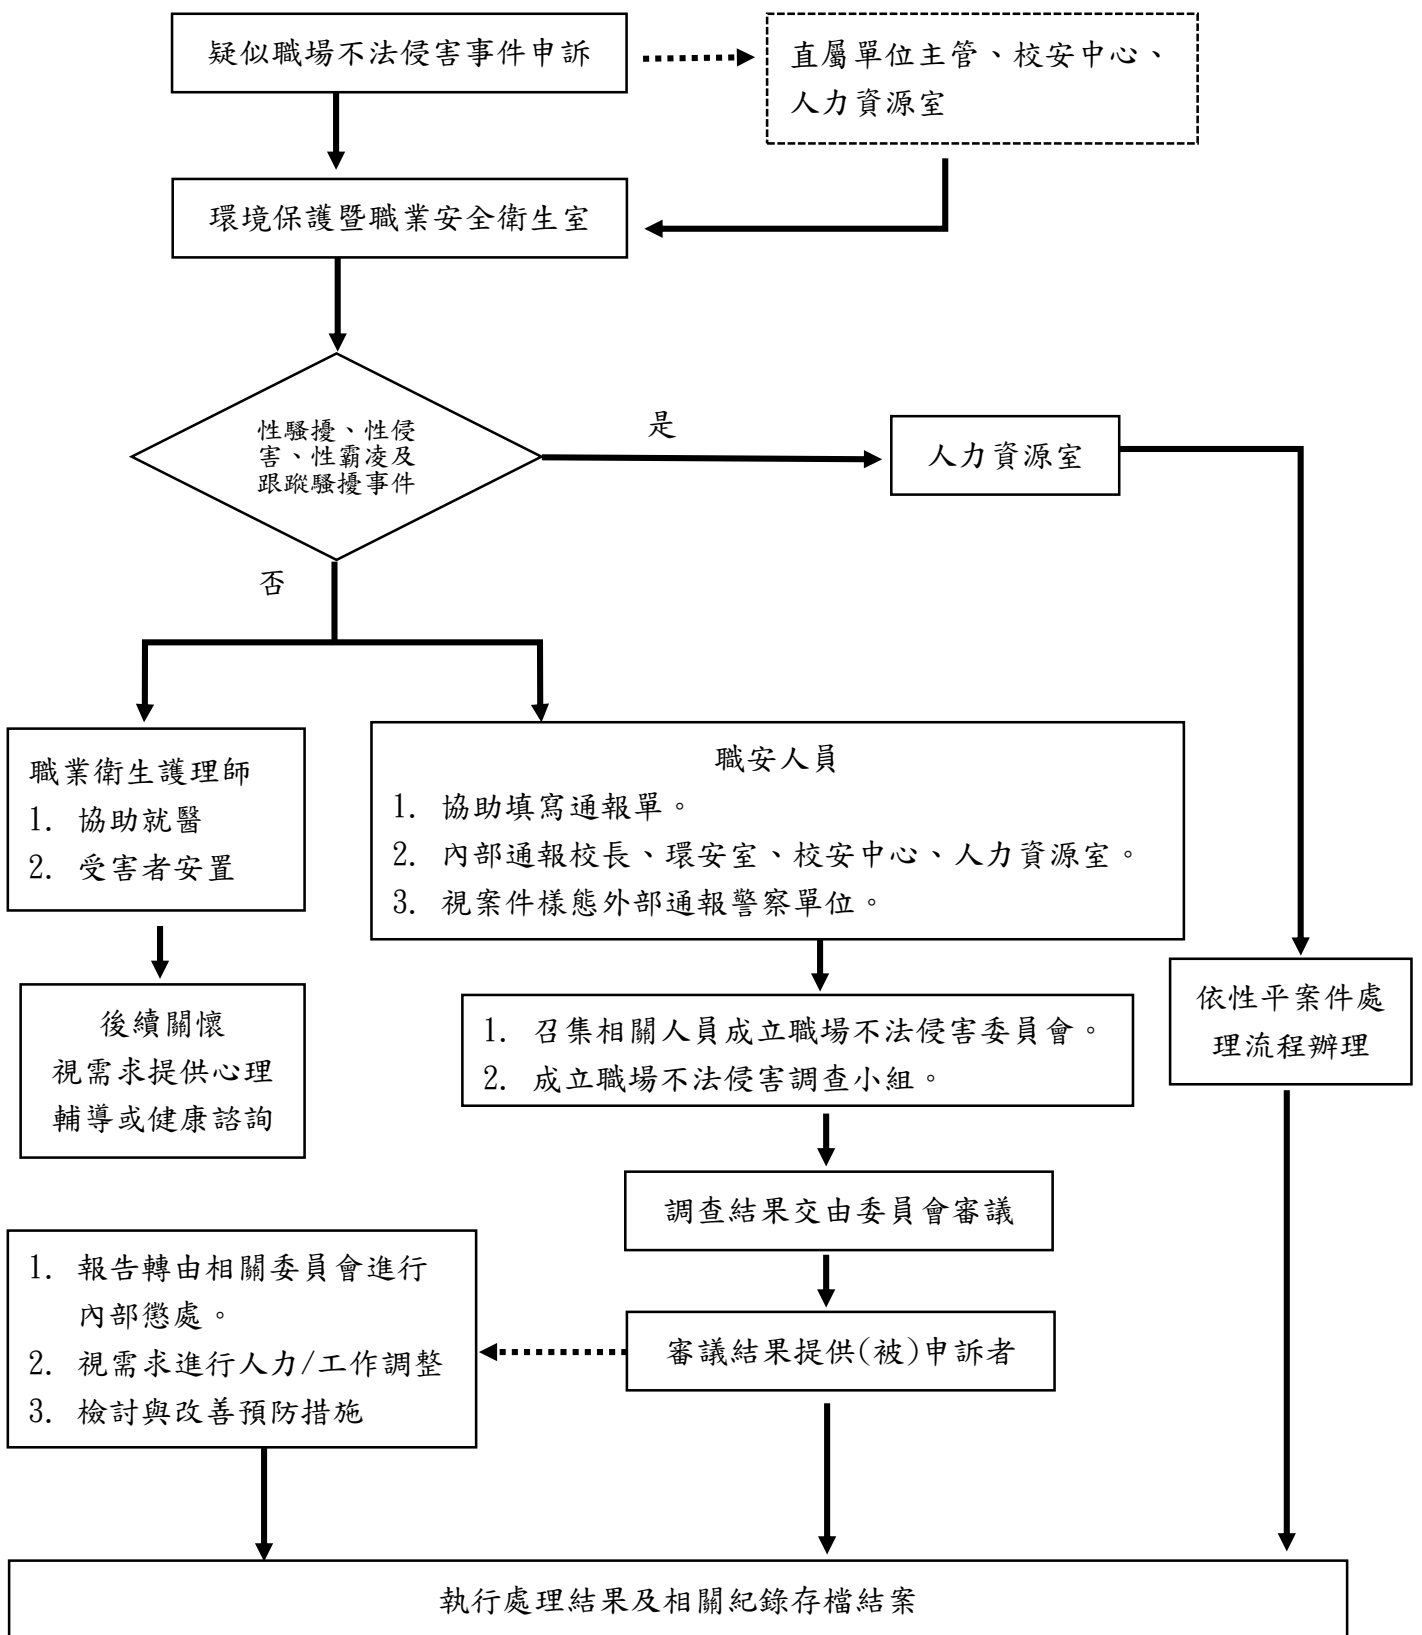 疑似職場不法侵害事件申訴
直屬單位主管、校安中心、
人力資源室
環境保護暨職業安全衛生室
性騷擾、性侵
害、性霸凌及
跟蹤騷擾事件
是
人力資源室
否
職業衛生護理師
1. 協助就醫
2. 受害者安置
職安人員
1. 協助填寫通報單。
2. 內部通報校長、環安室、校安中心、人力資源室。
3. 視案件樣態外部通報警察單位。
後續關懷
視需求提供心理
輔導或健康諮詢
1. 召集相關人員成立職場不法侵害委員會。
2. 成立職場不法侵害調查小組。
依性平案件處
理流程辦理
調查結果交由委員會審議
1. 報告轉由相關委員會進行
內部懲處。
2. 視需求進行人力/工作調整
3. 檢討與改善預防措施
審議結果提供(被)申訴者
執行處理結果及相關紀錄存檔結案